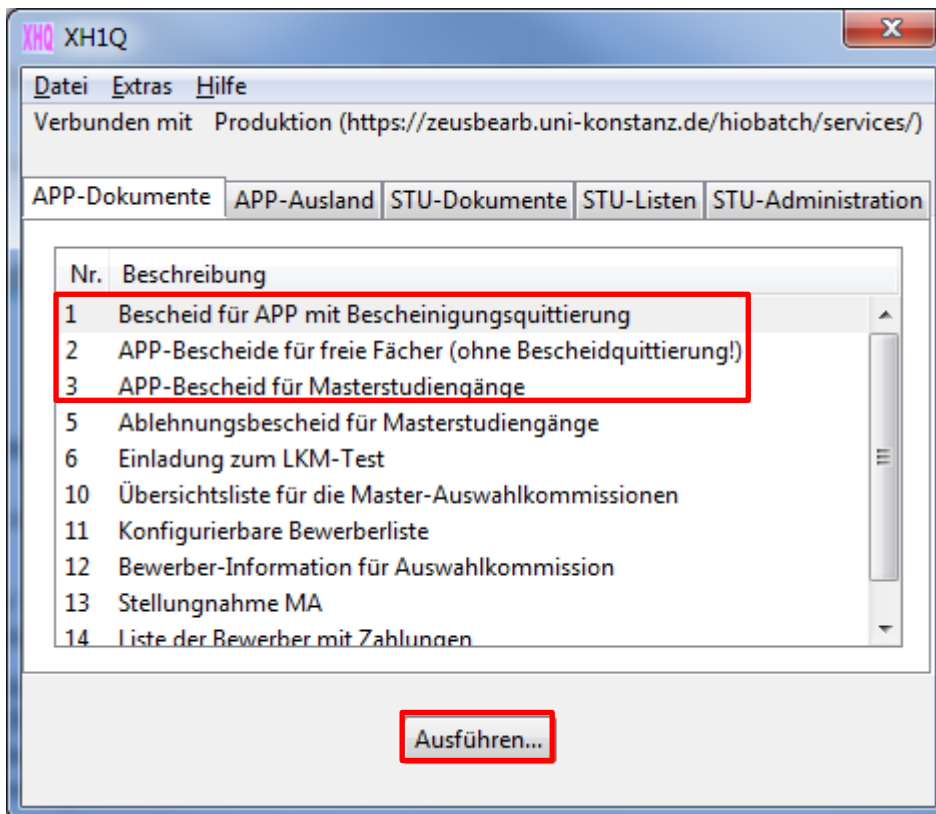 XHQ XH1Q
Datei Extras Hilfe
Verbunden mit Produktion (https://zeusbearb.uni-konstanz.de/hiobatch/services/)
APP-Dokumente APP-Ausland STU-Dokumente STU-Listen STU-Administration
Nr. Beschreibung
1 Bescheid für APP mit Bescheinigungsquittierung
2 APP-Bescheide für freie Fächer (ohne Bescheidquittierung!)
3 APP-Bescheid für Masterstudiengänge
5 Ablehnungsbescheid für Masterstudiengänge
6 Einladung zum LKM-Test
10 Übersichtsliste für die Master-Auswahlkommissionen
11 Konfigurierbare Bewerberliste
12 Bewerber-Information für Auswahlkommission
13 Stellungnahme MA
14 Liste der Bewerber mit Zahlungen
Ausführen...